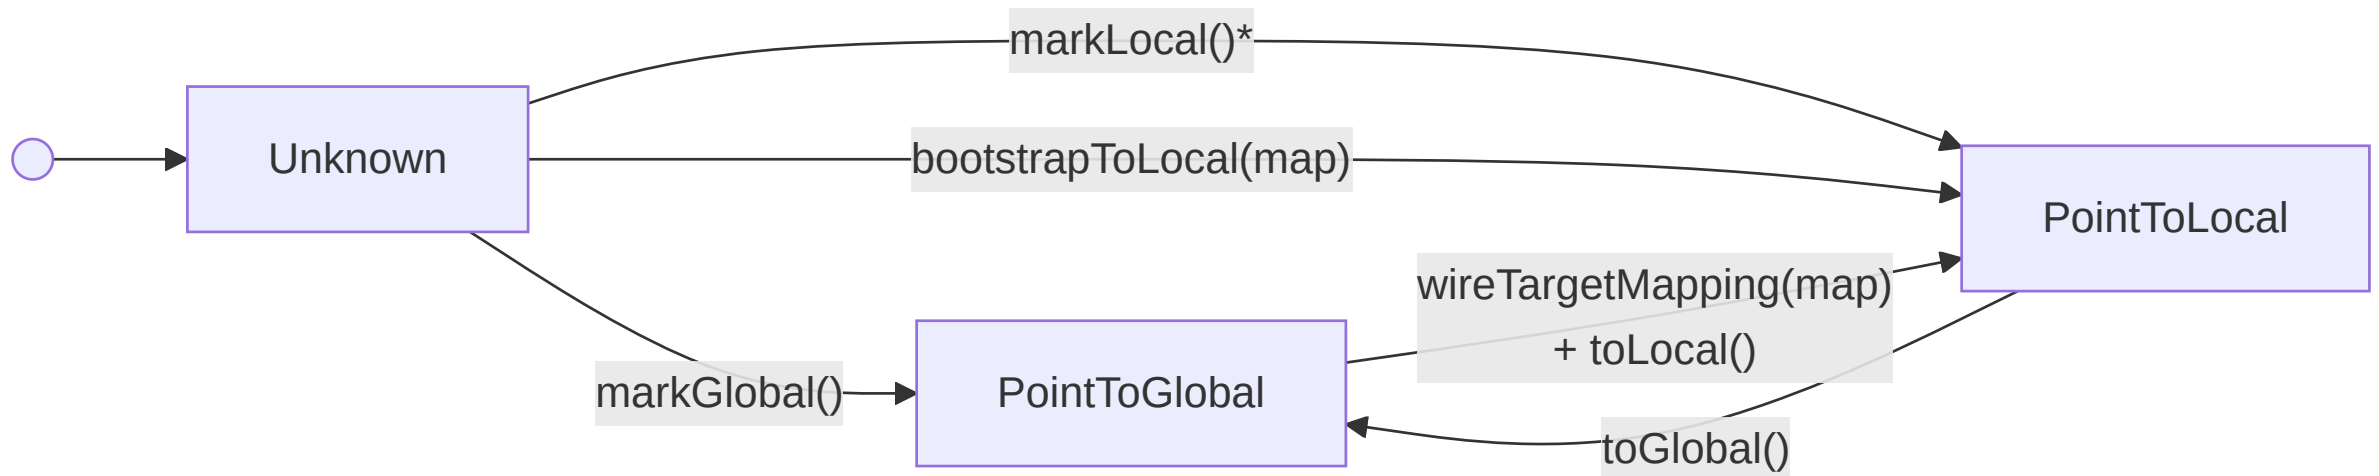 markLocal()*
Unknown
bootstrapToLocal(map)
PointToLocal
wireTargetMapping(map)
+ toLocal()
markGlobal()
PointToGlobal
toGlobal()